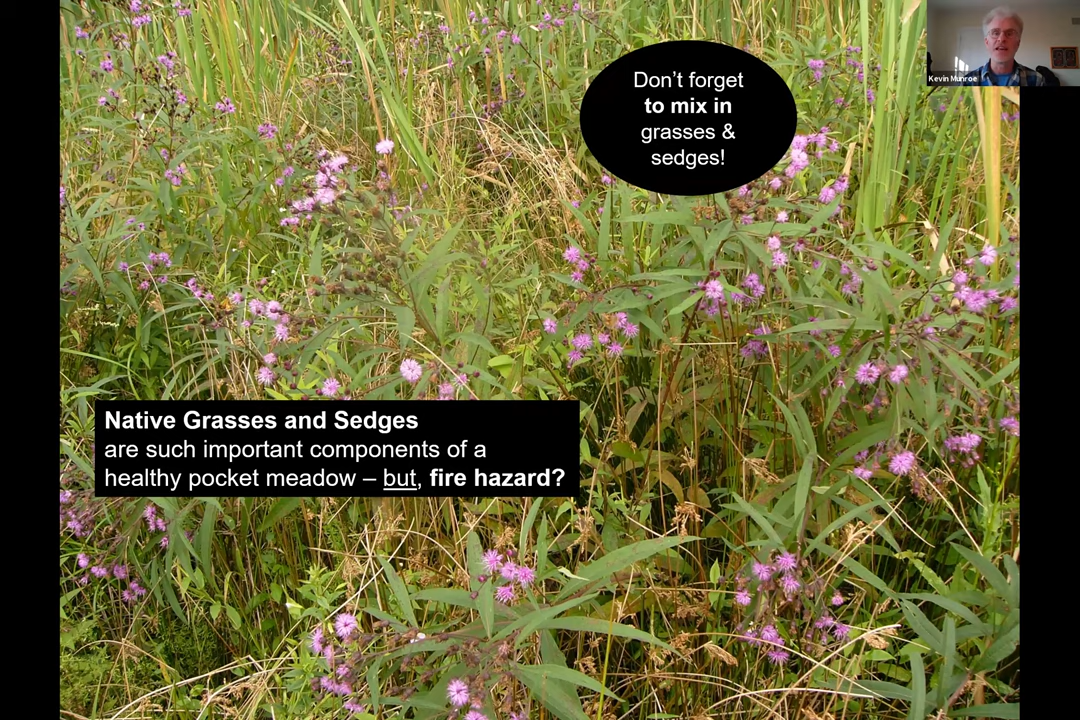 Don't forget
to mix in
grasses &
sedges!
Kevin Munroe
Native Grasses and Sedges
are such important components of a
healthy pocket meadow – but, fire hazard?